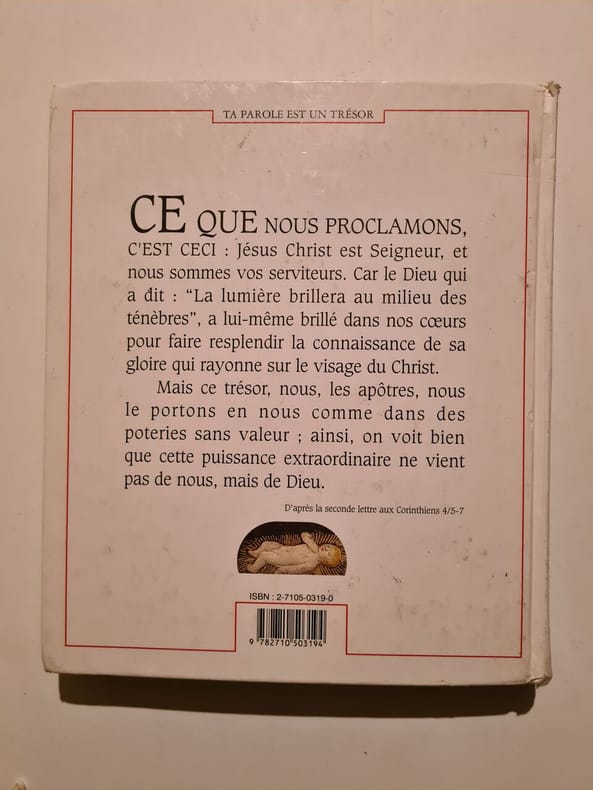 TA PAROLE EST UN TRÉSOR
CE QUE NOUS PROCLAMONS,
C'EST CECI : Jésus Christ est Seigneur, et
nous sommes vos serviteurs. Car le Dieu qui
a dit : “La lumière brillera au milieu des
ténèbres”, a lui-même brillé dans nos cœurs
pour faire resplendir la connaissance de sa
gloire qui rayonne sur le visage du Christ.
Mais ce trésor, nous, les apôtres, nous
le portons en nous comme dans des
poteries sans valeur ; ainsi, on voit bien
que cette puissance extraordinaire ne vient
pas de nous, mais de Dieu.
D'après la seconde lettre aux Corinthiens 4/5-7
ISBN : 2-7105-0319-0
9 782710 503194